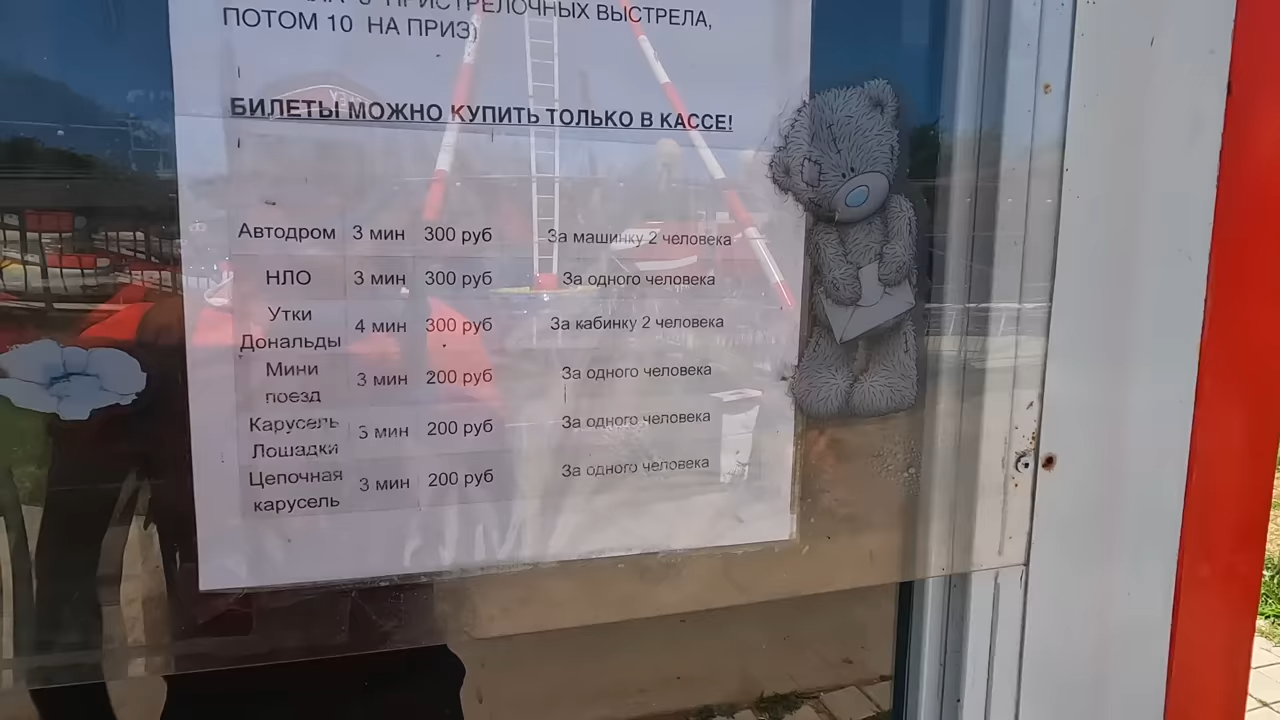 ПРИСТРЕЛОЧНЫХ ВЫСТРЕЛА,
ПОТОМ 10 НА ПРИЗ)
БИЛЕТЫ МОЖНО КУПИТЬ ТОЛЬКО В КАССЕ!
Автодром 3 мин 300 руб За машинку 2 человека
НЛО 3 мин 300 руб За одного человека
Утки
Дональды 4 мин 300 руб За кабинку 2 человека
Мини
поезд 3 мин 200 руб За одного человека
Карусель
Лошадки 3 мин 200 руб За одного человека
Цепочная
карусель 3 мин 200 руб За одного человека